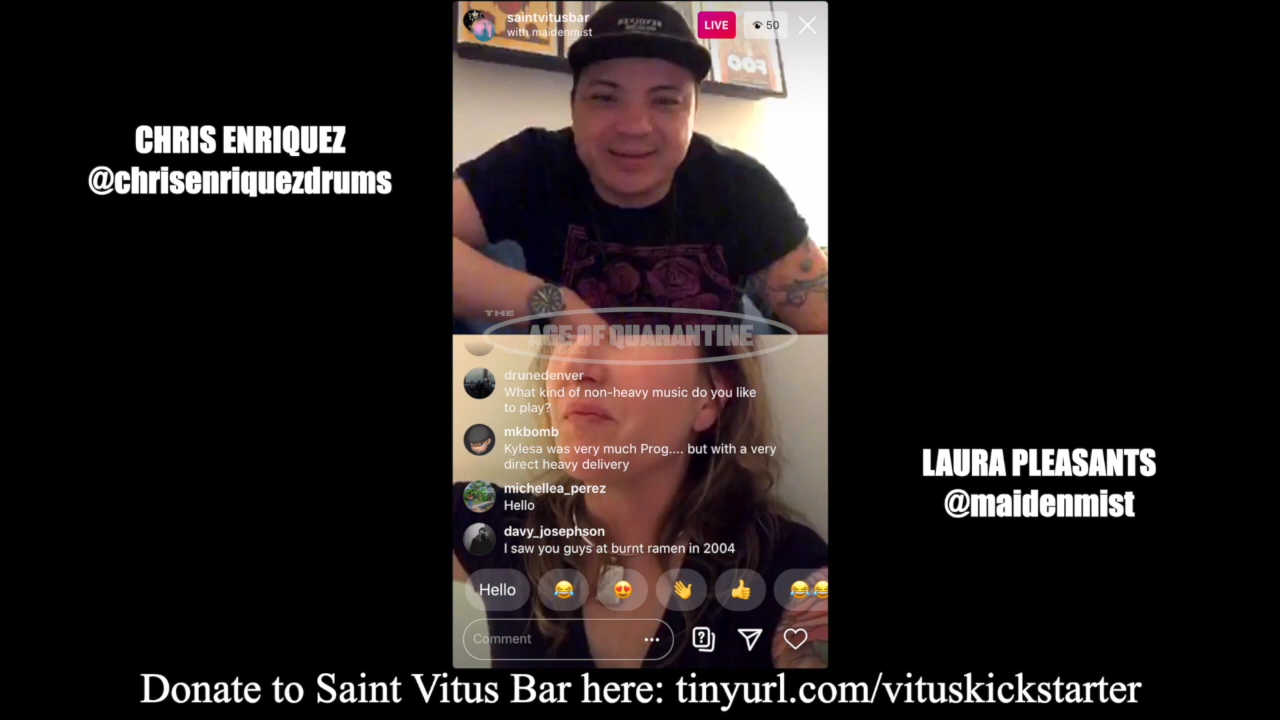 saintvitusbar
with maidenmist
LIVE
50
CHRIS ENRIQUEZ
@chrisenriquezdrums
THE
AGE OF QUARANTINE
drunedenver
What kind of non-heavy music do you like
to play?
mkbomb
Kylesa was very much Prog.... but with a very
direct heavy delivery
michellea_perez
Hello
davy_josephson
I saw you guys at burnt ramen in 2004
Hello
Comment
LAURA PLEASANTS
@maidenmist
Donate to Saint Vitus Bar here: tinyurl.com/vituskickstarter